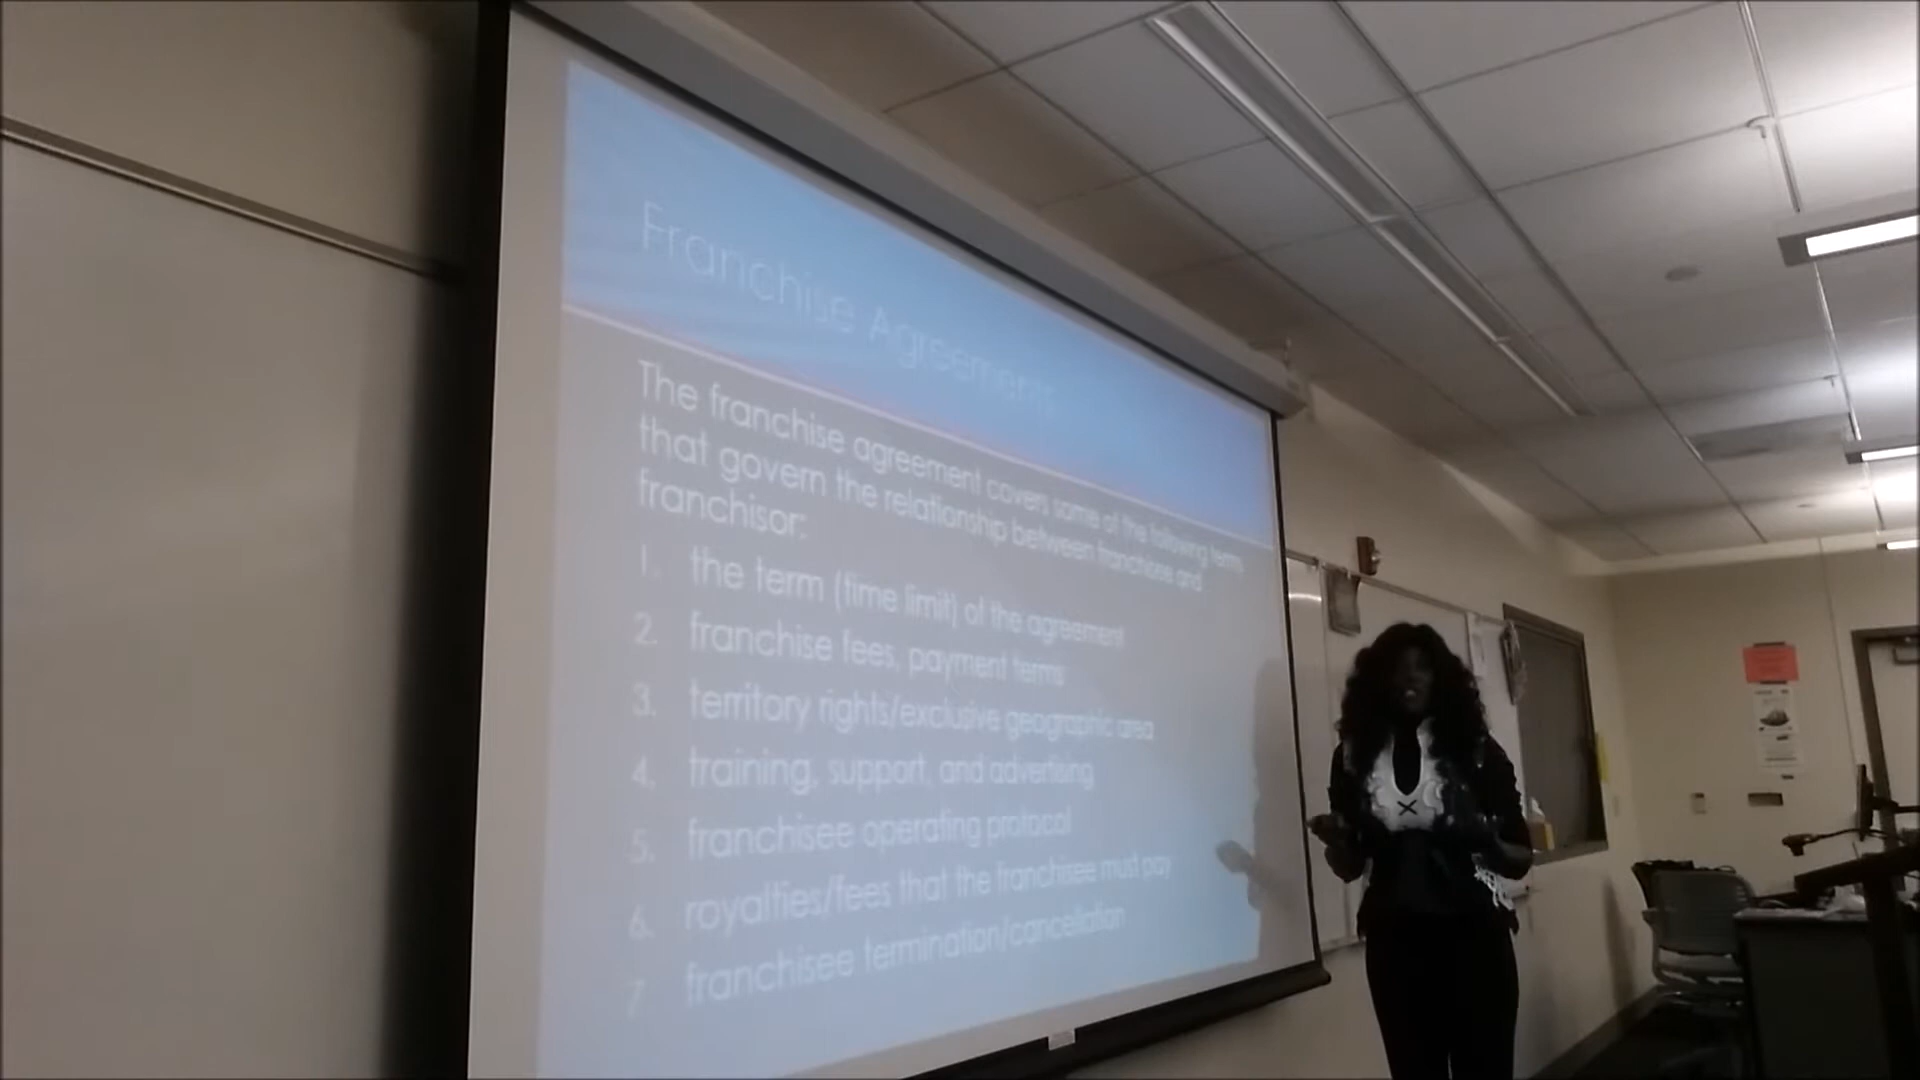 Franchise Agreements
The franchise agreement covers some of the following terms
that govern the relationship between franchisee and
franchisor:
1. the term (time limit) of the agreement
2. franchise fees, payment terms
3. territory rights/exclusive geographic area
4. training, support, and advertising
5. franchisee operating protocol
6. royalties/fees that the franchisee must pay
7 franchisee termination/cancellation